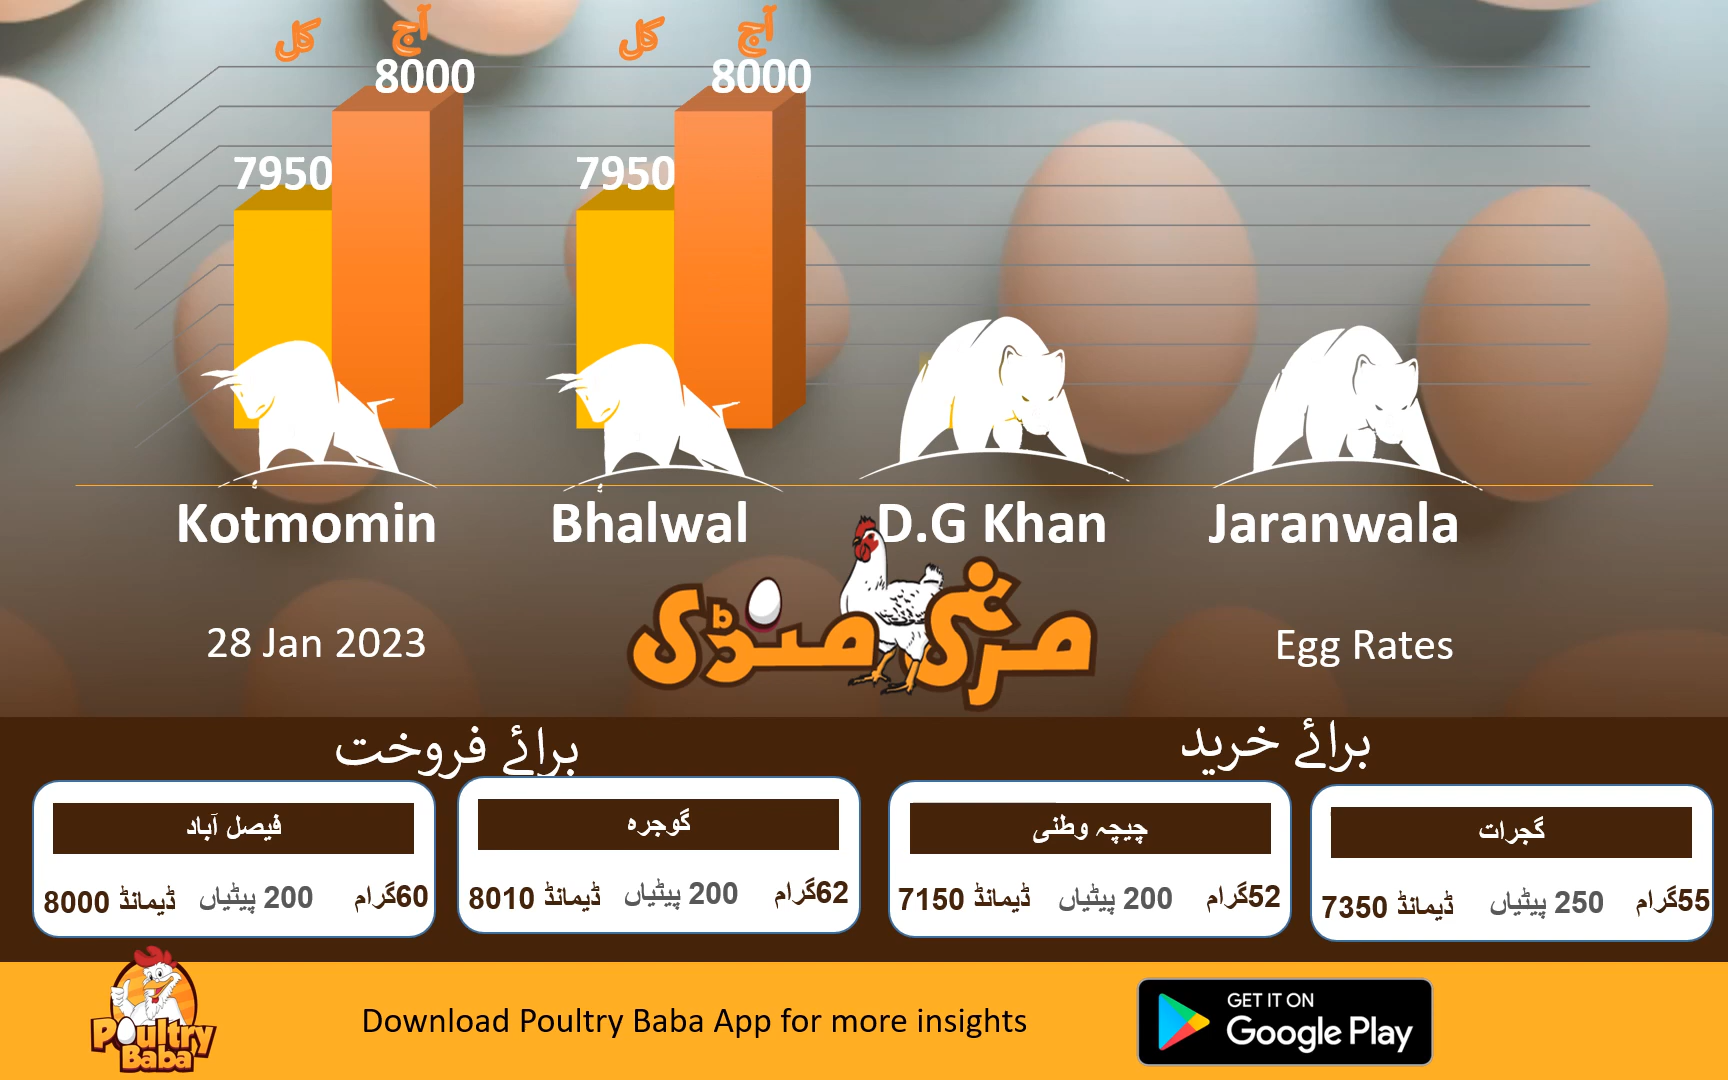 کل آج کل آج
8000 8000
7950 7950
Kotmomin Bhalwal D.G Khan Jaranwala
28 Jan 2023
مرغی منڈی
Egg Rates
برائے فروخت
فیصل آباد
60گرام 200 پیٹیاں ڈیمانڈ 8000
گوجرہ
62گرام 200 پیٹیاں ڈیمانڈ 8010
برائے خرید
چیچہ وطنی
52گرام 200 پیٹیاں ڈیمانڈ 7150
گجرات
55گرام 250 پیٹیاں ڈیمانڈ 7350
Poultry
Baba
Download Poultry Baba App for more insights
GET IT ON
Google Play